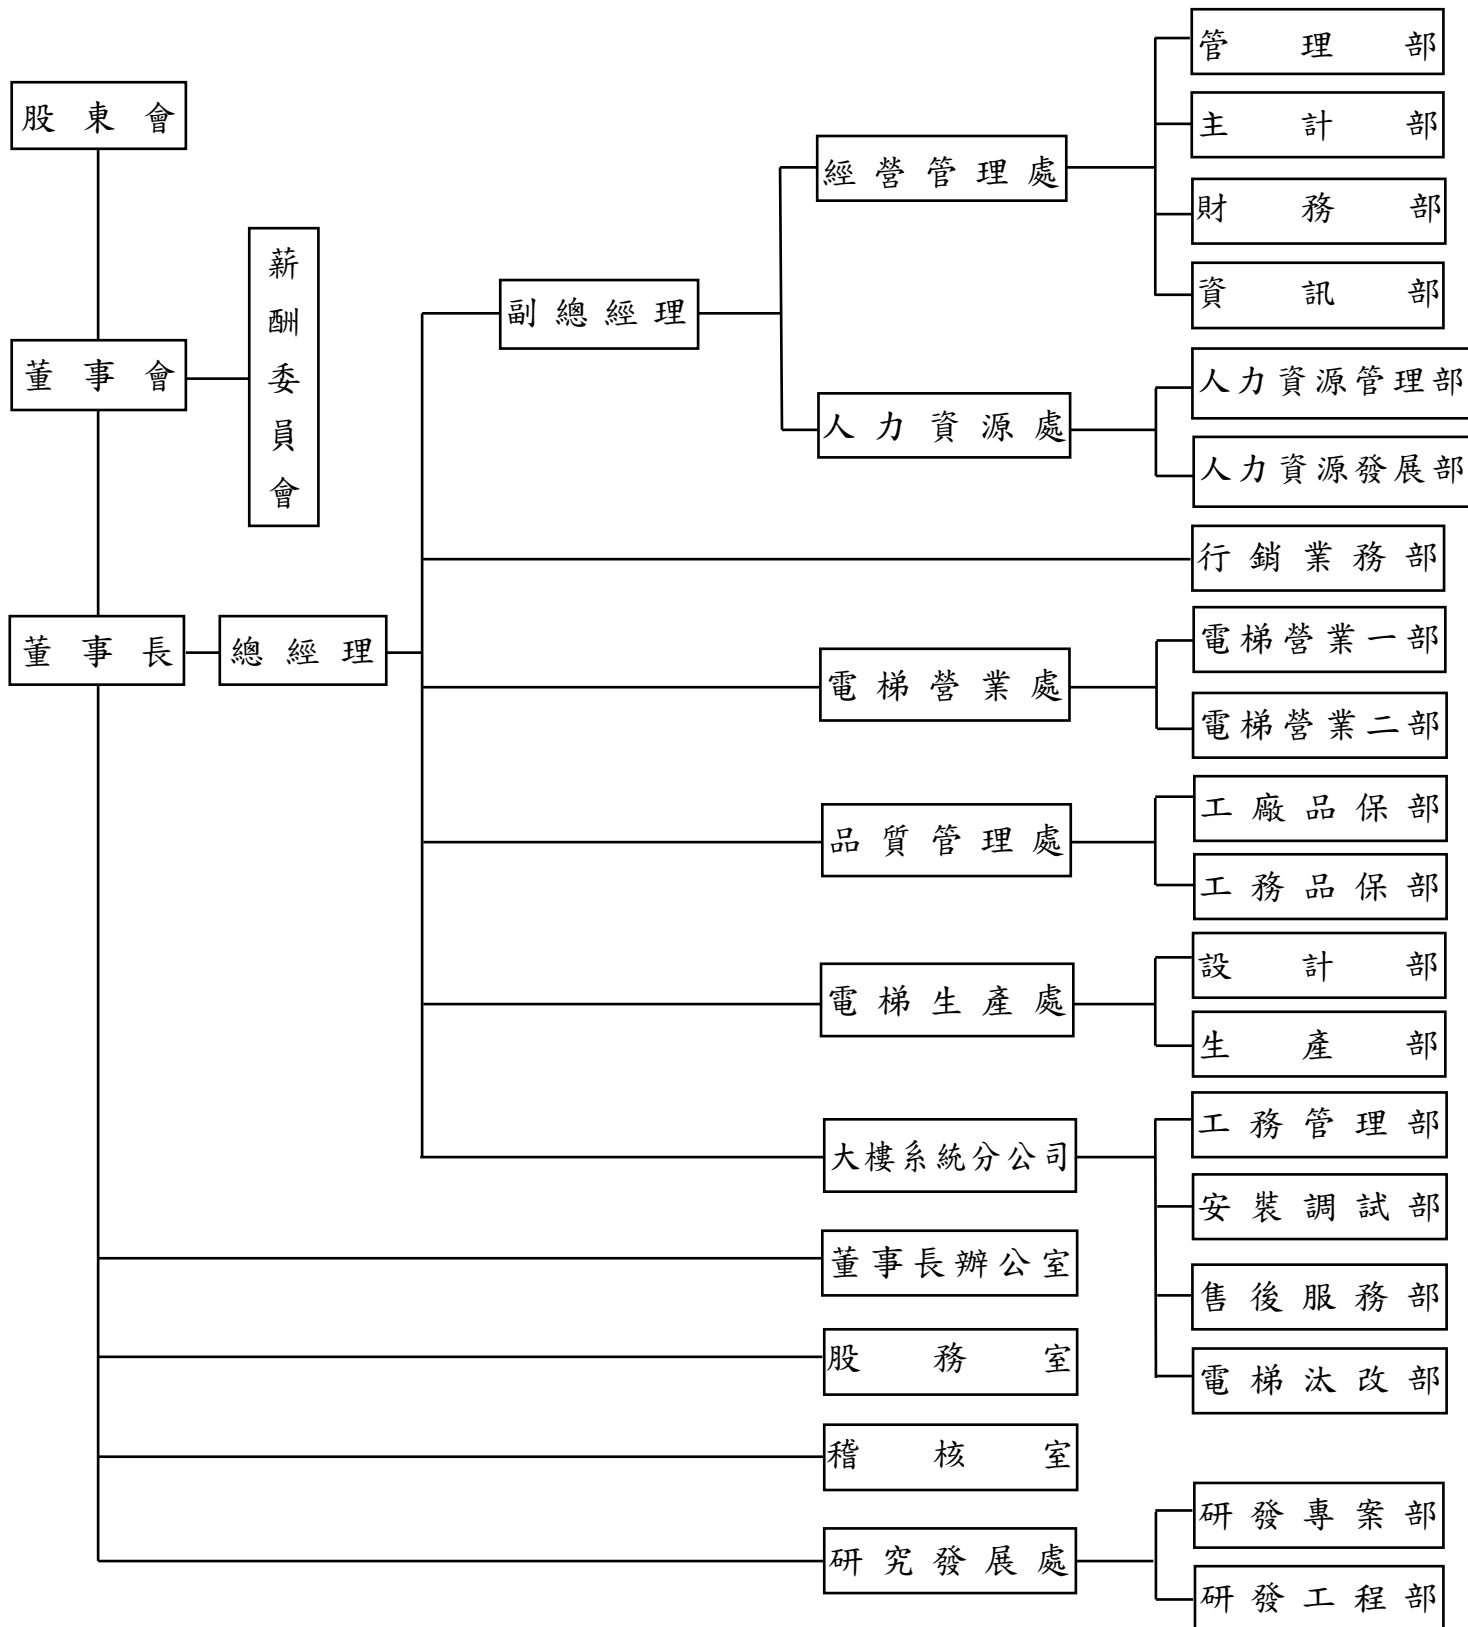 股東會
董事會
薪酬委員會
董事長
總經理
副總經理
經營管理處
管理部
主計部
財務部
資訊部
人力資源處
人力資源管理部
人力資源發展部
行銷業務部
電梯營業處
電梯營業一部
電梯營業二部
品質管理處
工廠品保部
工務品保部
電梯生產處
設計部
生產部
大樓系統分公司
工務管理部
安裝調試部
售後服務部
電梯汰改部
董事長辦公室
股務室
稽核室
研究發展處
研發專案部
研發工程部